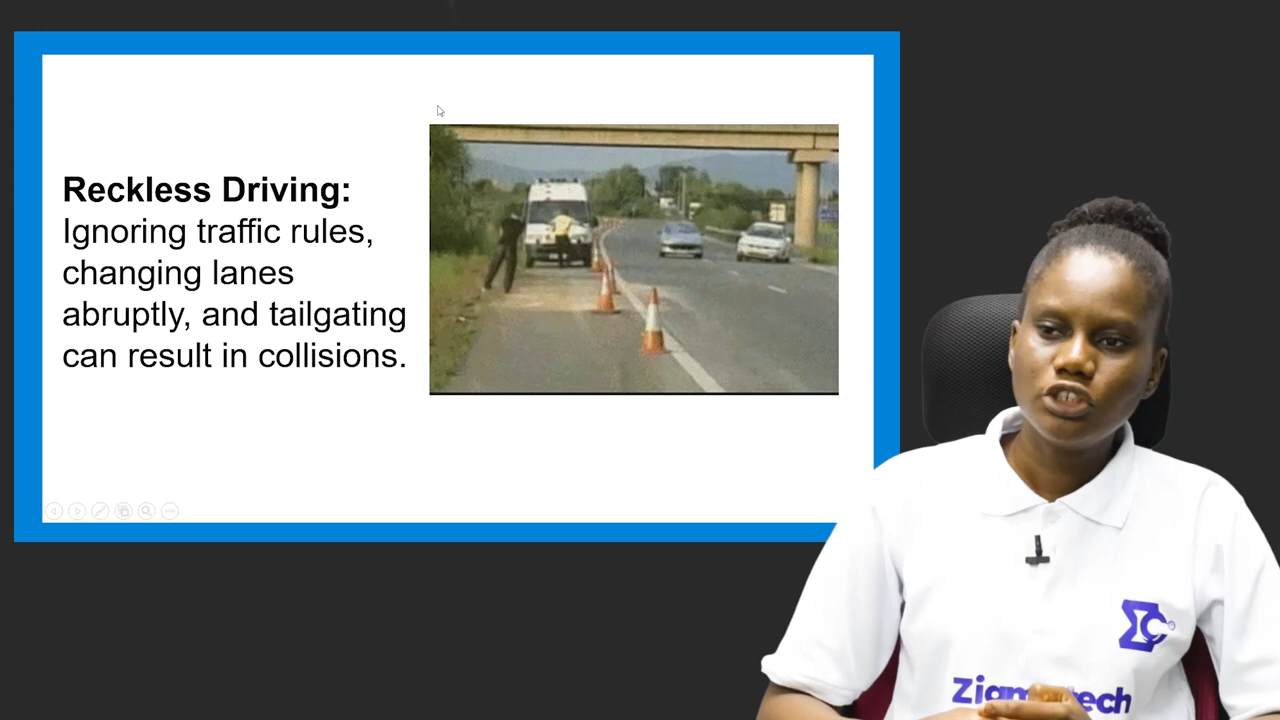 Reckless Driving:
Ignoring traffic rules,
changing lanes
abruptly, and tailgating
can result in collisions.